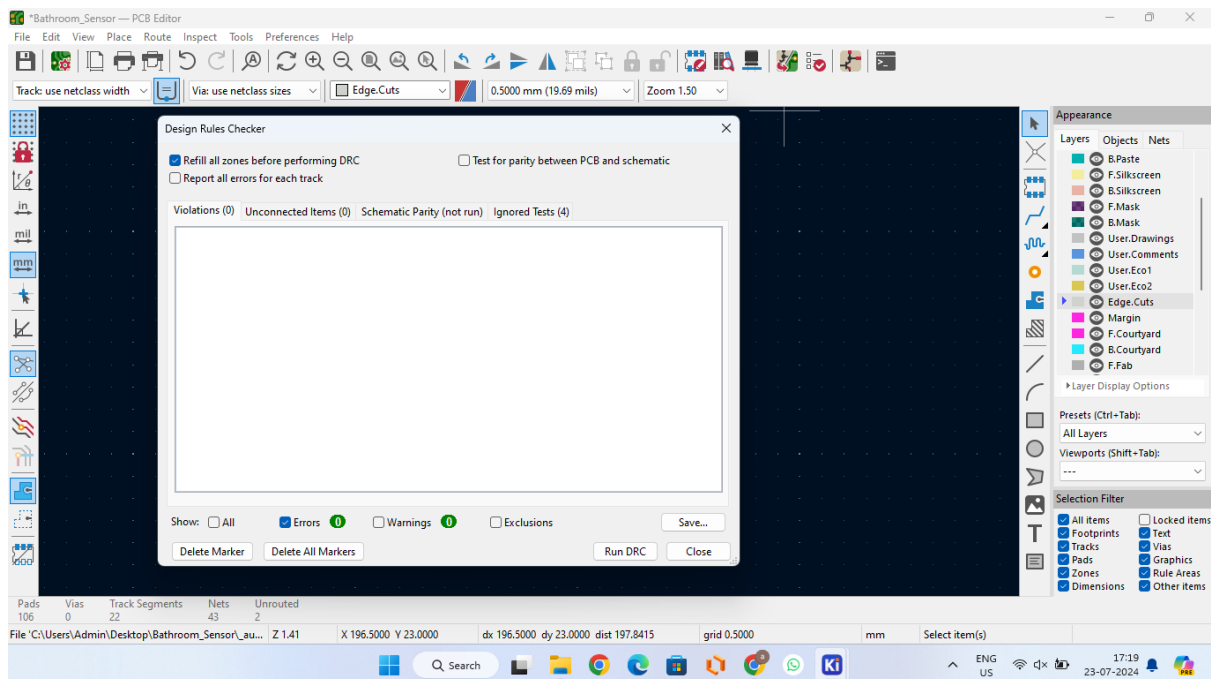 *Bathroom_Sensor — PCB Editor
File Edit View Place Route Inspect Tools Preferences Help
Track: use netclass width Via: use netclass sizes Edge.Cuts 0.5000 mm (19.69 mils) Zoom 1.50
Design Rules Checker
Refill all zones before performing DRC Test for parity between PCB and schematic
Report all errors for each track
Violations (0) Unconnected Items (0) Schematic Parity (not run) Ignored Tests (4)
Show: All Errors 0 Warnings 0 Exclusions Save...
Delete Marker Delete All Markers Run DRC Close
in
mil
mm
Appearance
Layers Objects Nets
B.Paste
F.Silkscreen
B.Silkscreen
F.Mask
B.Mask
User.Drawings
User.Comments
User.Eco1
User.Eco2
Edge.Cuts
Margin
F.Courtyard
B.Courtyard
F.Fab
Layer Display Options
Presets (Ctrl+Tab):
All Layers
Viewports (Shift+Tab):
---
Selection Filter
All items Locked items
Footprints Text
Tracks Vias
Pads Graphics
Zones Rule Areas
Dimensions Other items
Pads Vias Track Segments Nets Unrouted
106 0 22 43 2
File 'C:\Users\Admin\Desktop\Bathroom_Sensor\_au... Z 1.41 X 196.5000 Y 23.0000 dx 196.5000 dy 23.0000 dist 197.8415 grid 0.5000 mm Select item(s)
Search Ki ENG
US 17:19
23-07-2024 PRE